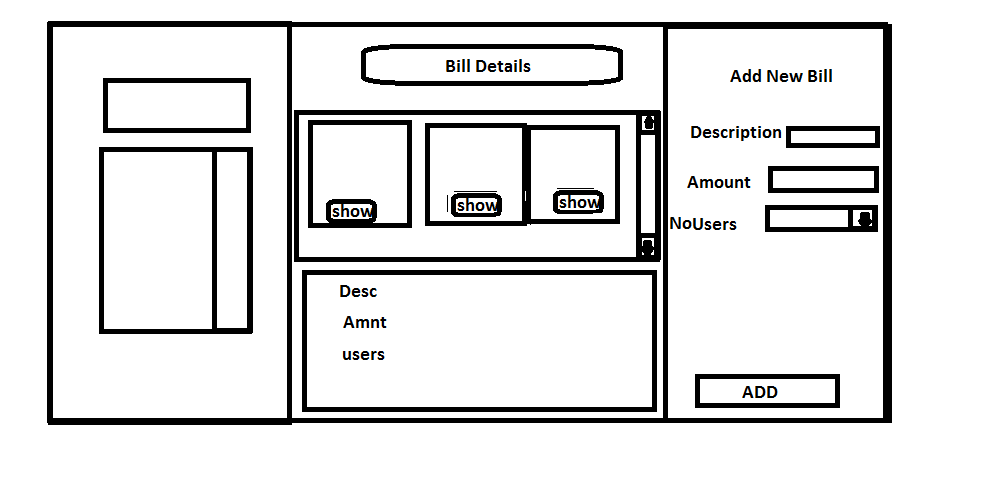 Bill Details
show
show
show
Desc
Amnt
users
Add New Bill
Description
Amount
NoUsers
ADD